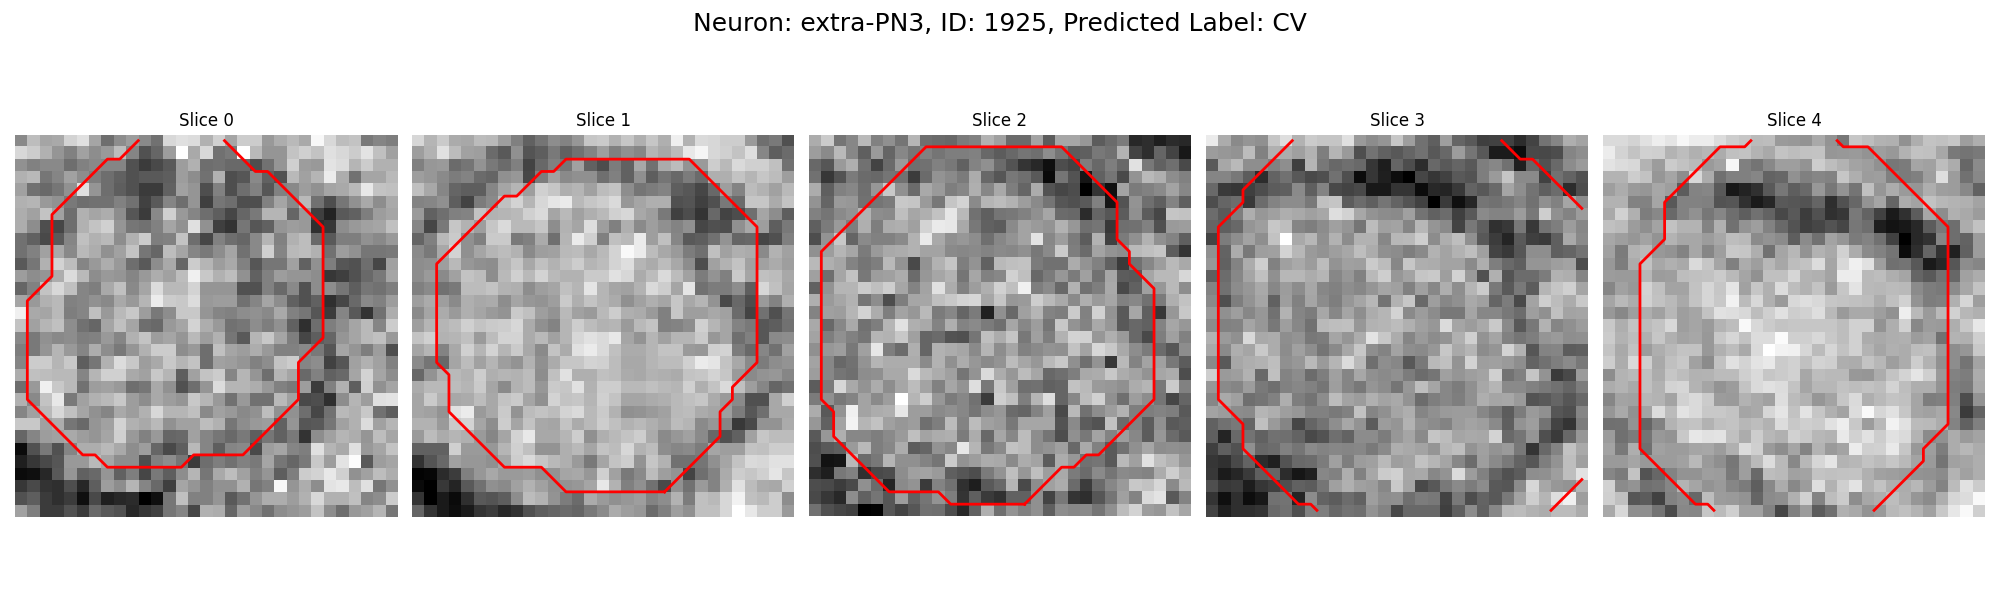 Neuron: extra-PN3, ID: 1925, Predicted Label: CV
Slice 0
Slice 1
Slice 2
Slice 3
Slice 4